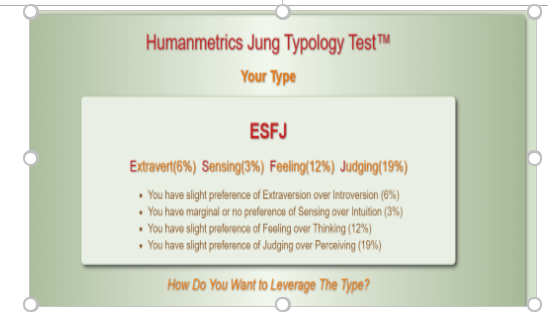 Humanmetrics Jung Typology Test™
Your Type
ESFJ
Extravert(6%) Sensing(3%) Feeling(12%) Judging(19%)
• You have slight preference of Extraversion over Introversion (6%)
• You have marginal or no preference of Sensing over Intuition (3%)
• You have slight preference of Feeling over Thinking (12%)
• You have slight preference of Judging over Perceiving (19%)
How Do You Want to Leverage The Type?